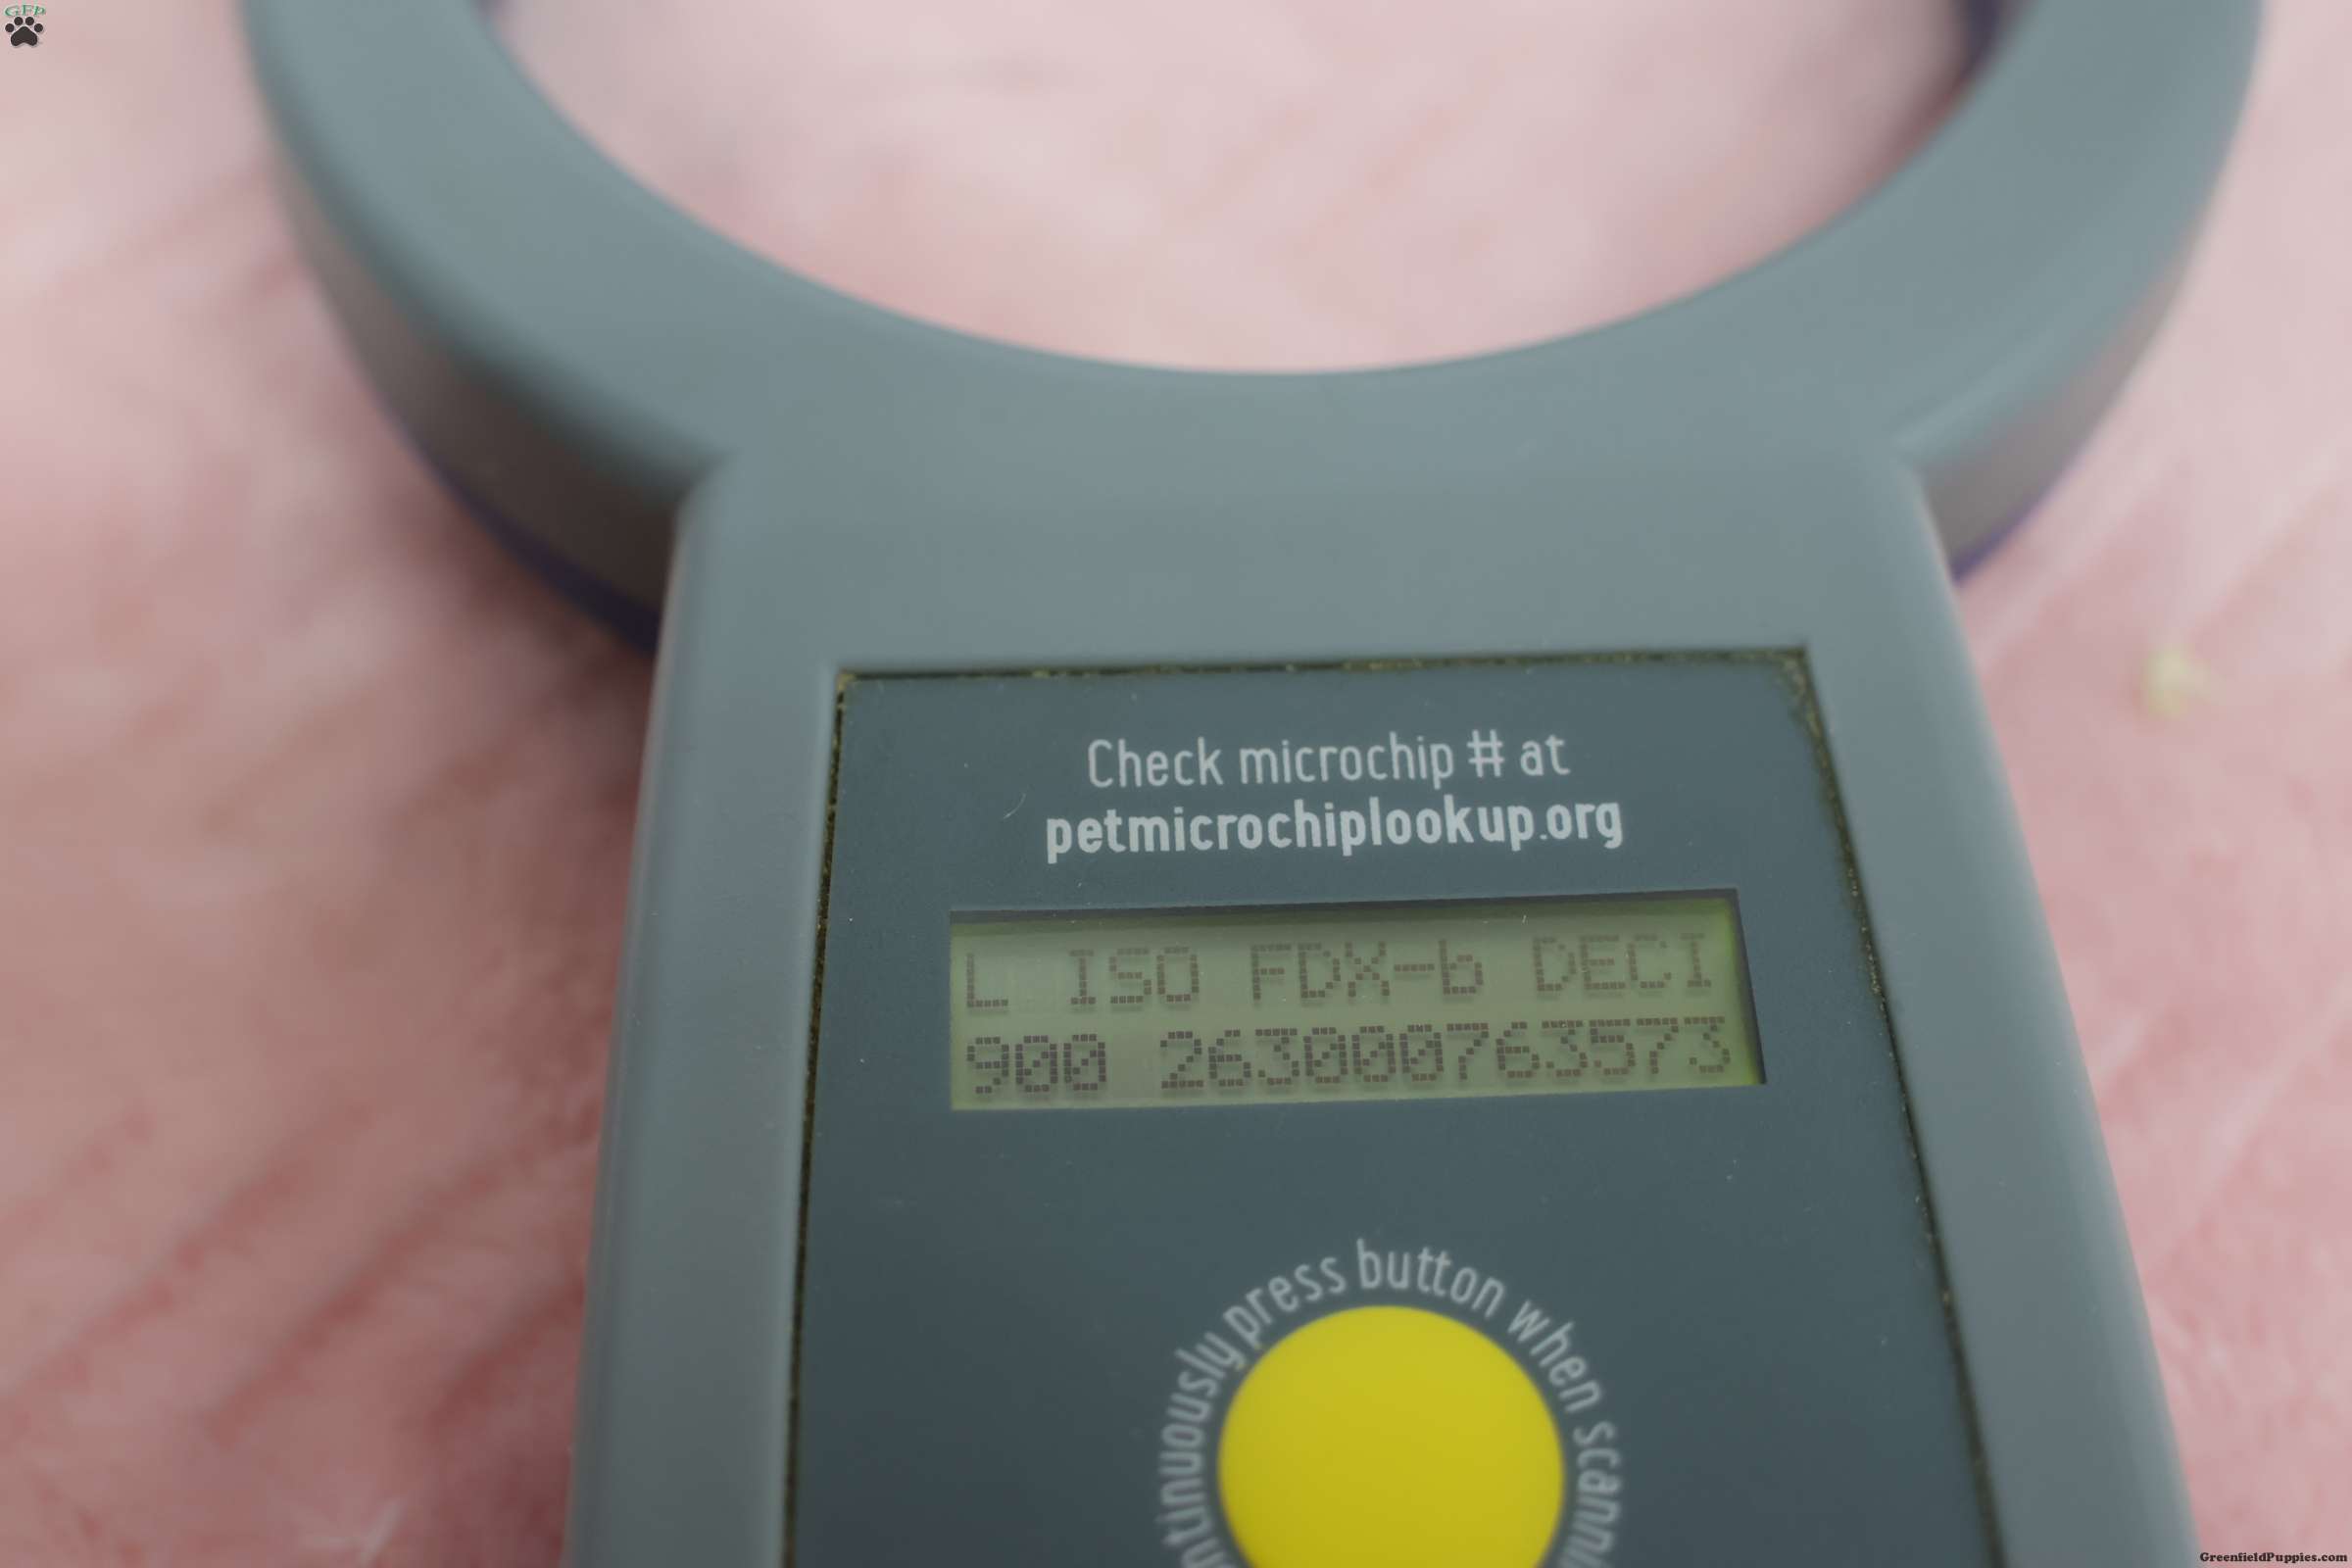 GFP
Check microchip # at
petmicrochiplookup.org
L ISO FDX-b DECI
900 263000763573
press button when
GreenfieldPuppies.com